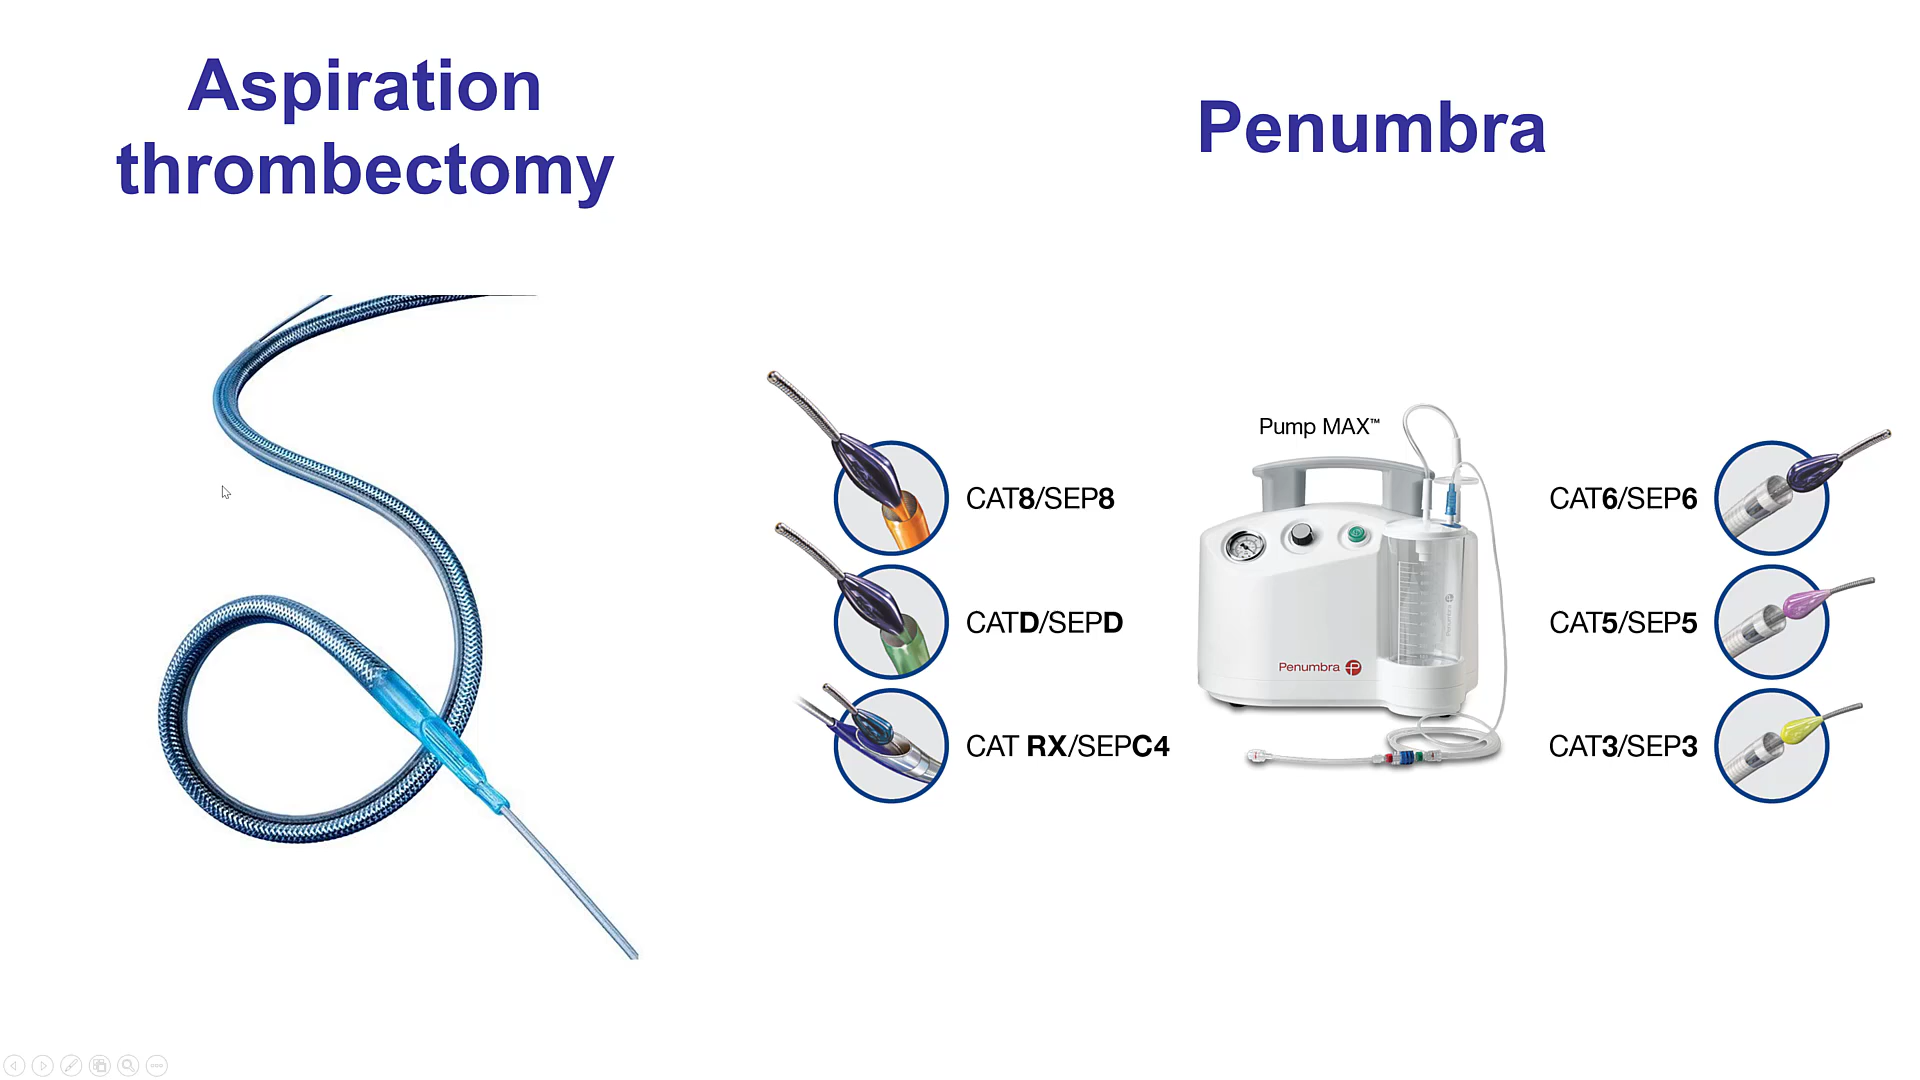 Aspiration
thrombectomy
Penumbra
Pump MAX™
CAT8/SEP8
CATD/SEPD
CAT RX/SEPC4
Penumbra
CAT6/SEP6
CAT5/SEP5
CAT3/SEP3